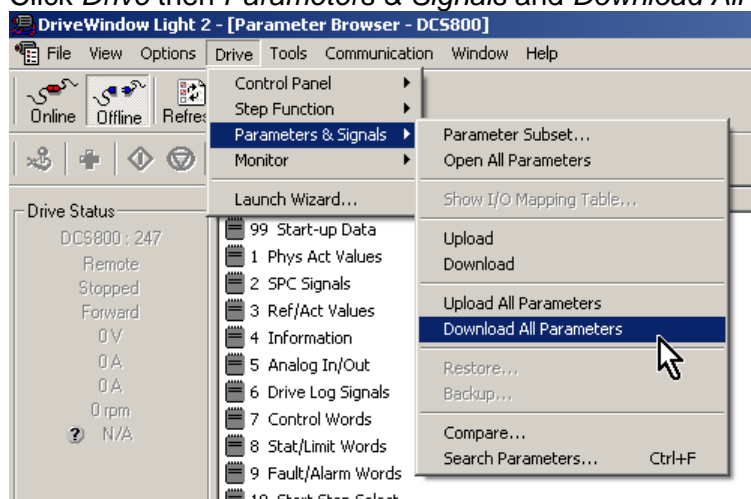 Click Drive then Parameters & Signals and Download All
DriveWindow Light 2 - [Parameter Browser - DCS800]
File View Options Drive Tools Communication Window Help
Online Offline Refres
Control Panel
Step Function
Parameters & Signals
Monitor
Launch Wizard...
Parameter Subset...
Open All Parameters
Show I/O Mapping Table...
Upload
Download
Upload All Parameters
Download All Parameters
Restore...
Backup...
Compare...
Search Parameters... Ctrl+F
Drive Status
DCS800 : 247
Remote
Stopped
Forward
0 V
0 A
0 A
0 rpm
? N/A
99 Start-up Data
1 Phys Act Values
2 SPC Signals
3 Ref/Act Values
4 Information
5 Analog In/Out
6 Drive Log Signals
7 Control Words
8 Stat/Limit Words
9 Fault/Alarm Words
10 Start Stop Select